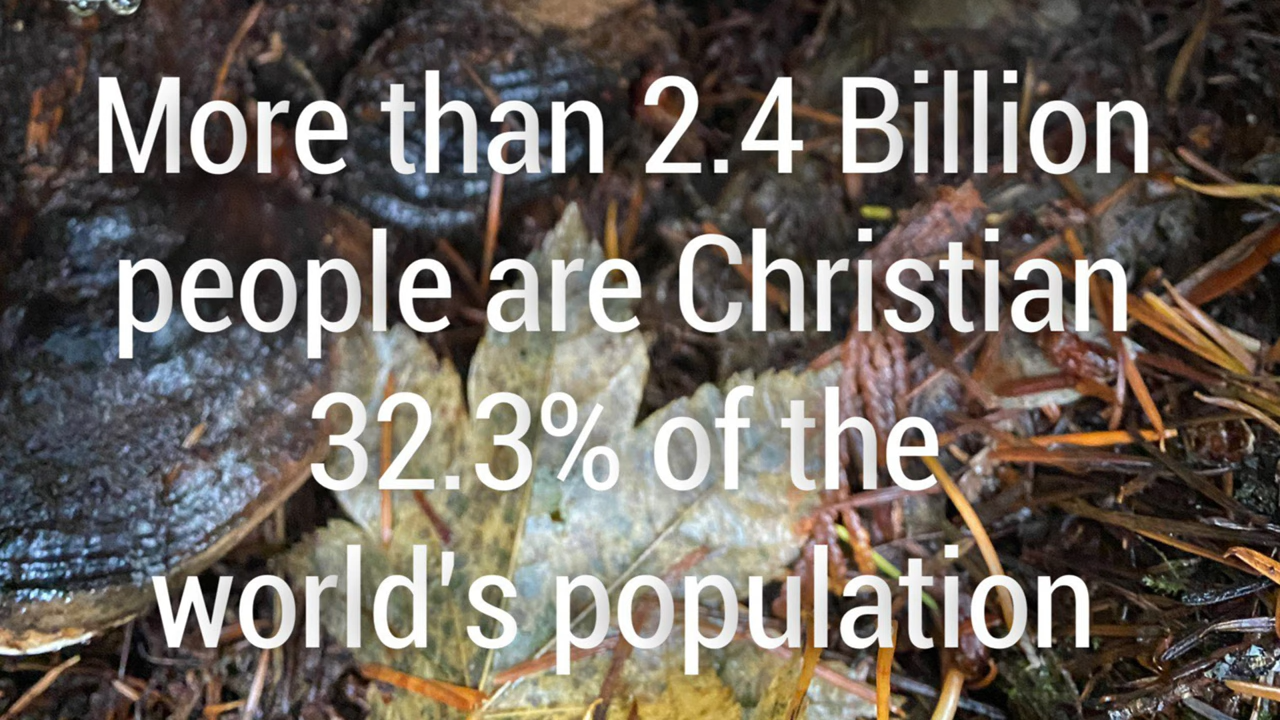 More than 2.4 Billion
people are Christian
32.3% of the
world's population